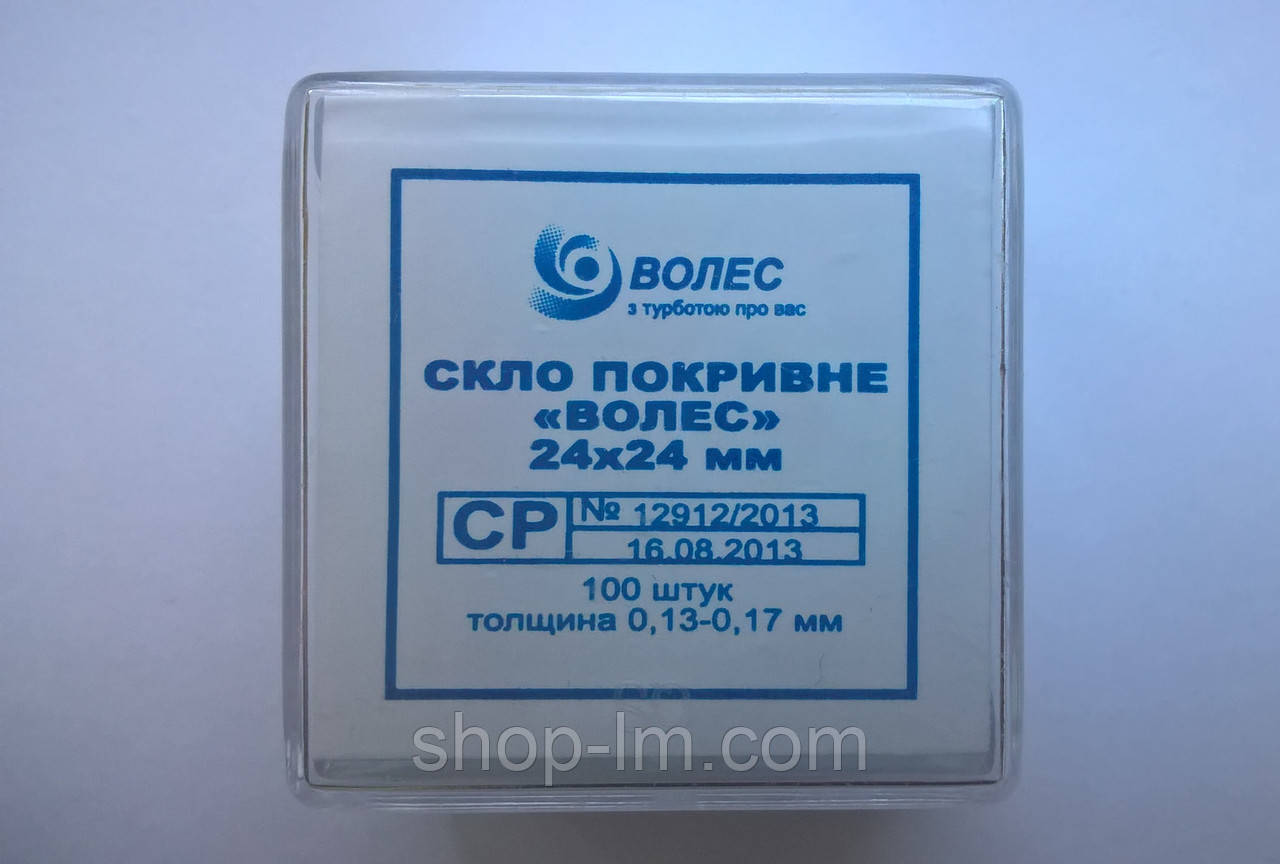 ВОЛЕС
з турботою про вас
СКЛО ПОКРИВНЕ
«ВОЛЕС»
24х24 мм
СР
№ 12912/2013
16.08.2013
100 штук
толщина 0,13-0,17 мм
shop-lm.com